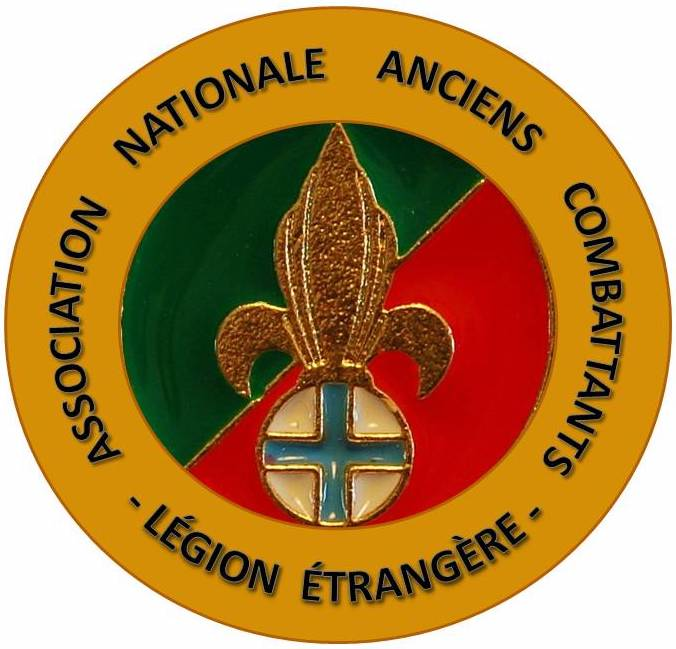 ASSOCIATION NATIONALE ANCIENS COMBATTANTS
- LÉGION ÉTRANGÈRE -